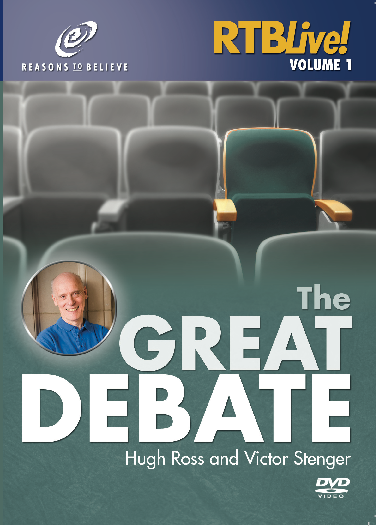 REASONS TO BELIEVE
RTBLive!
VOLUME 1
The
GREAT
DEBATE
Hugh Ross and Victor Stenger
DVD
VIDEO